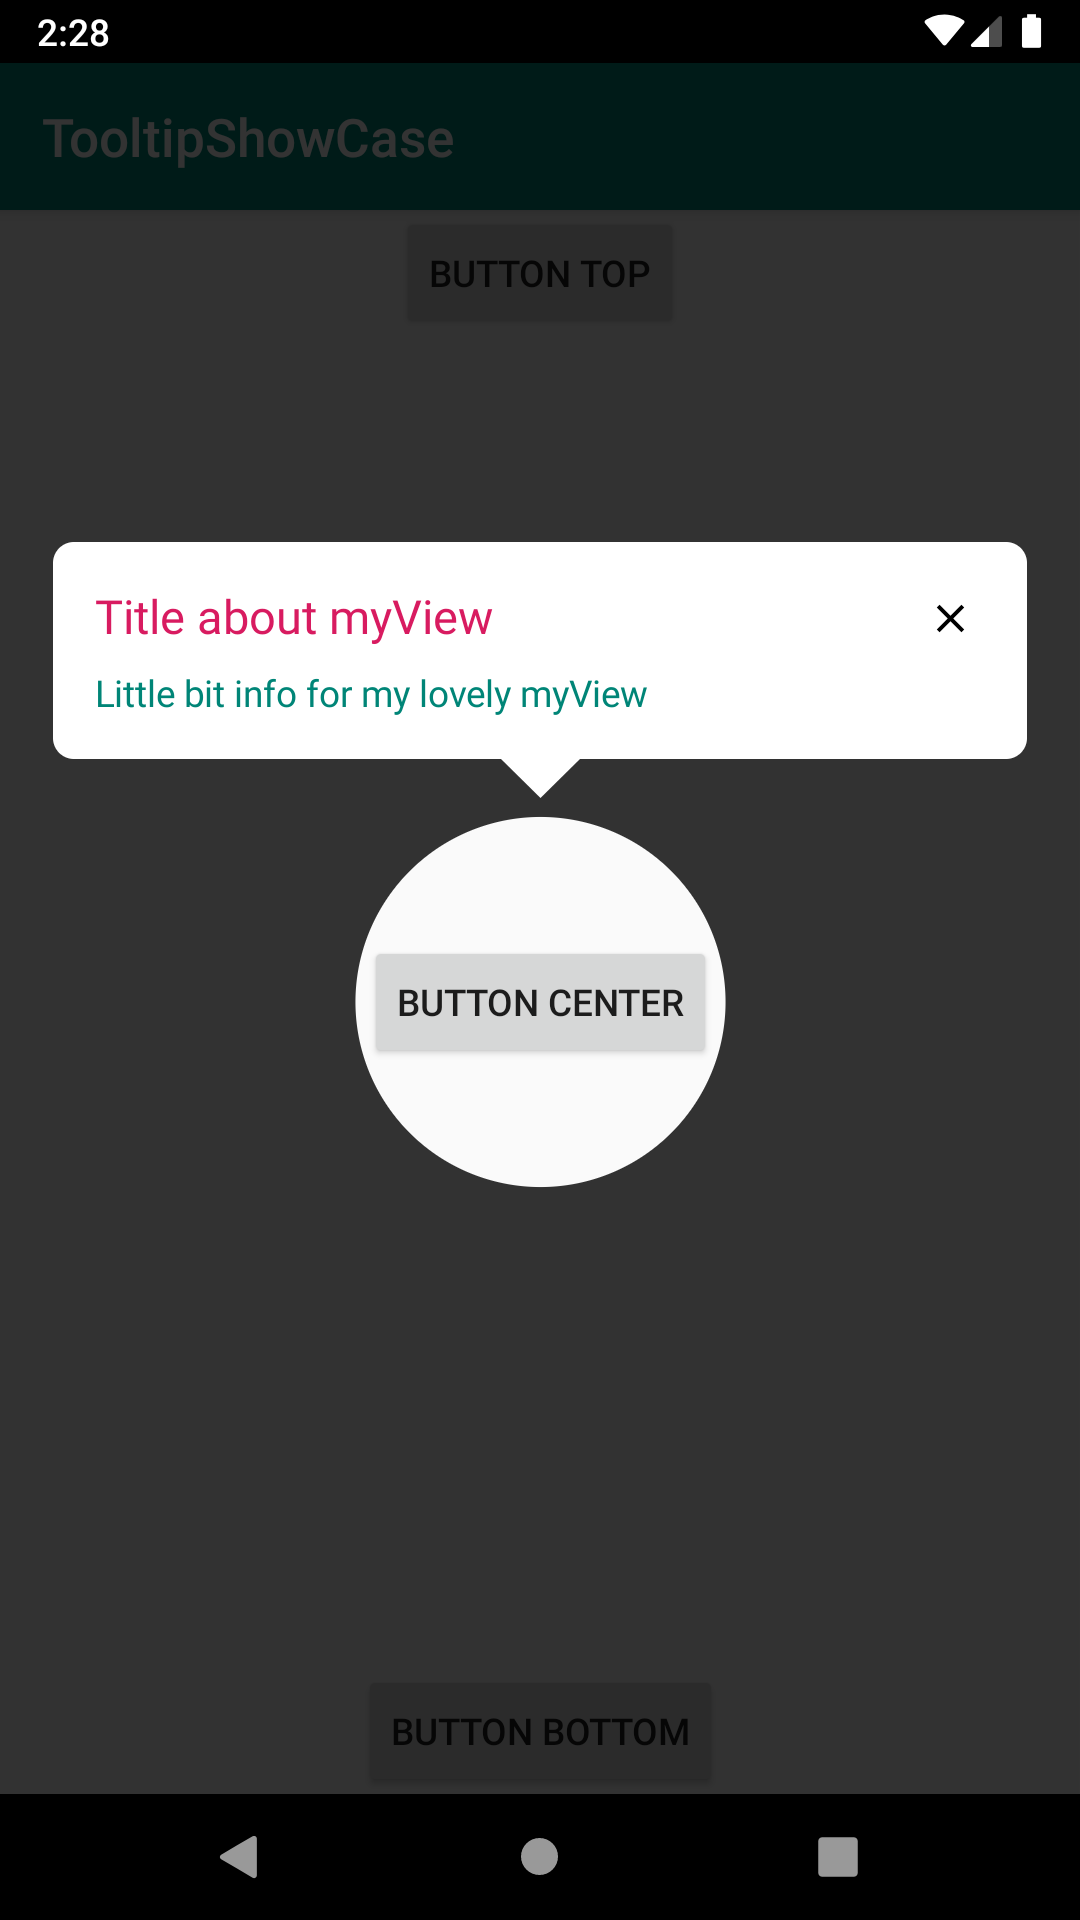 2:28
TooltipShowCase
BUTTON TOP
Title about myView
Little bit info for my lovely myView
BUTTON CENTER
BUTTON BOTTOM